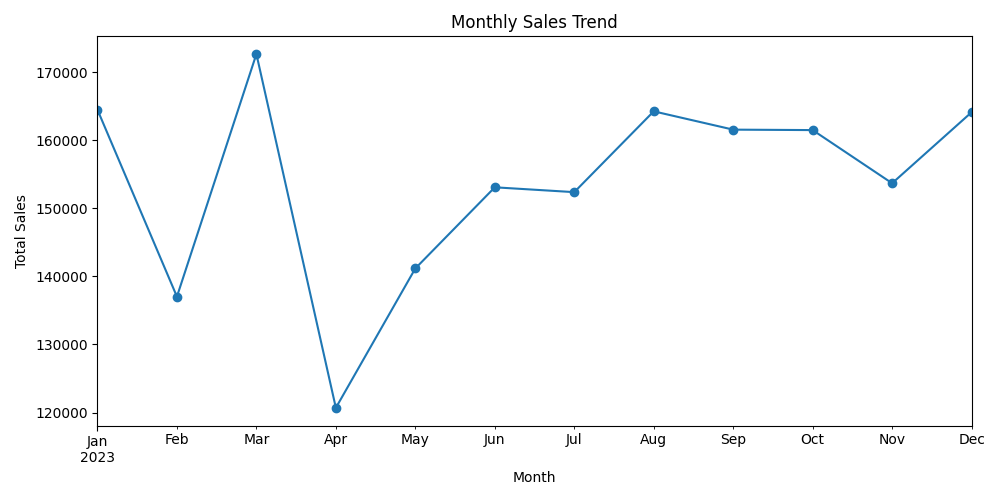 Monthly Sales Trend
Total Sales
170000
160000
150000
140000
130000
120000
Jan Feb Mar Apr May Jun Jul Aug Sep Oct Nov Dec
2023
Month